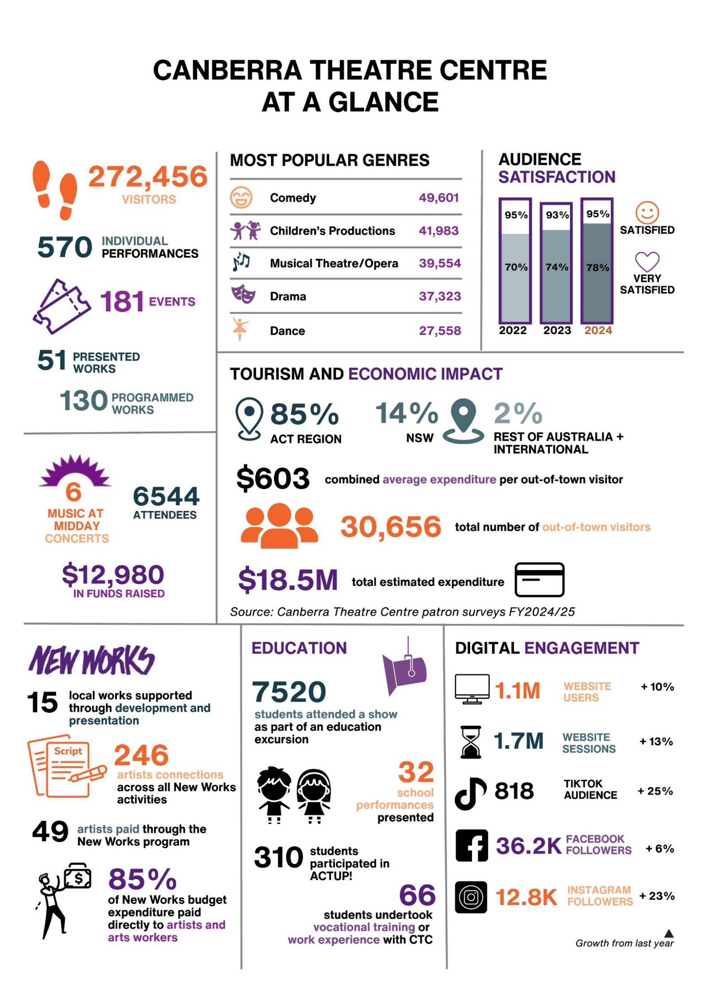 CANBERRA THEATRE CENTRE
AT A GLANCE
272,456
VISITORS
570
INDIVIDUAL
PERFORMANCES
181 EVENTS
51
PRESENTED
WORKS
130
PROGRAMMED
WORKS
MOST POPULAR GENRES
Comedy 49,601
Children's Productions 41,983
Musical Theatre/Opera 39,554
Drama 37,323
Dance 27,558
AUDIENCE
SATISFACTION
95% 93% 95%
SATISFIED
70% 74% 78%
VERY
SATISFIED
2022 2023 2024
6
MUSIC AT
MIDDAY
CONCERTS
6544
ATTENDEES
$12,980
IN FUNDS RAISED
TOURISM AND ECONOMIC IMPACT
85%
ACT REGION
14%
NSW
2%
REST OF AUSTRALIA +
INTERNATIONAL
$603 combined average expenditure per out-of-town visitor
30,656 total number of out-of-town visitors
$18.5M total estimated expenditure
Source: Canberra Theatre Centre patron surveys FY2024/25
NEW WORKS
15
local works supported
through development and
presentation
Script
246
artists connections
across all New Works
activities
49
artists paid through the
New Works program
$
85%
of New Works budget
expenditure paid
directly to artists and
arts workers
EDUCATION
7520
students attended a show
as part of an education
excursion
32
school
performances
presented
310
students
participated in
ACTUP!
66
students undertook
vocational training or
work experience with CTC
DIGITAL ENGAGEMENT
1.1M
WEBSITE
USERS
+ 10%
1.7M
WEBSITE
SESSIONS
+ 13%
818
TIKTOK
AUDIENCE
+ 25%
36.2K
FACEBOOK
FOLLOWERS
+ 6%
12.8K
INSTAGRAM
FOLLOWERS
+ 23%
Growth from last year